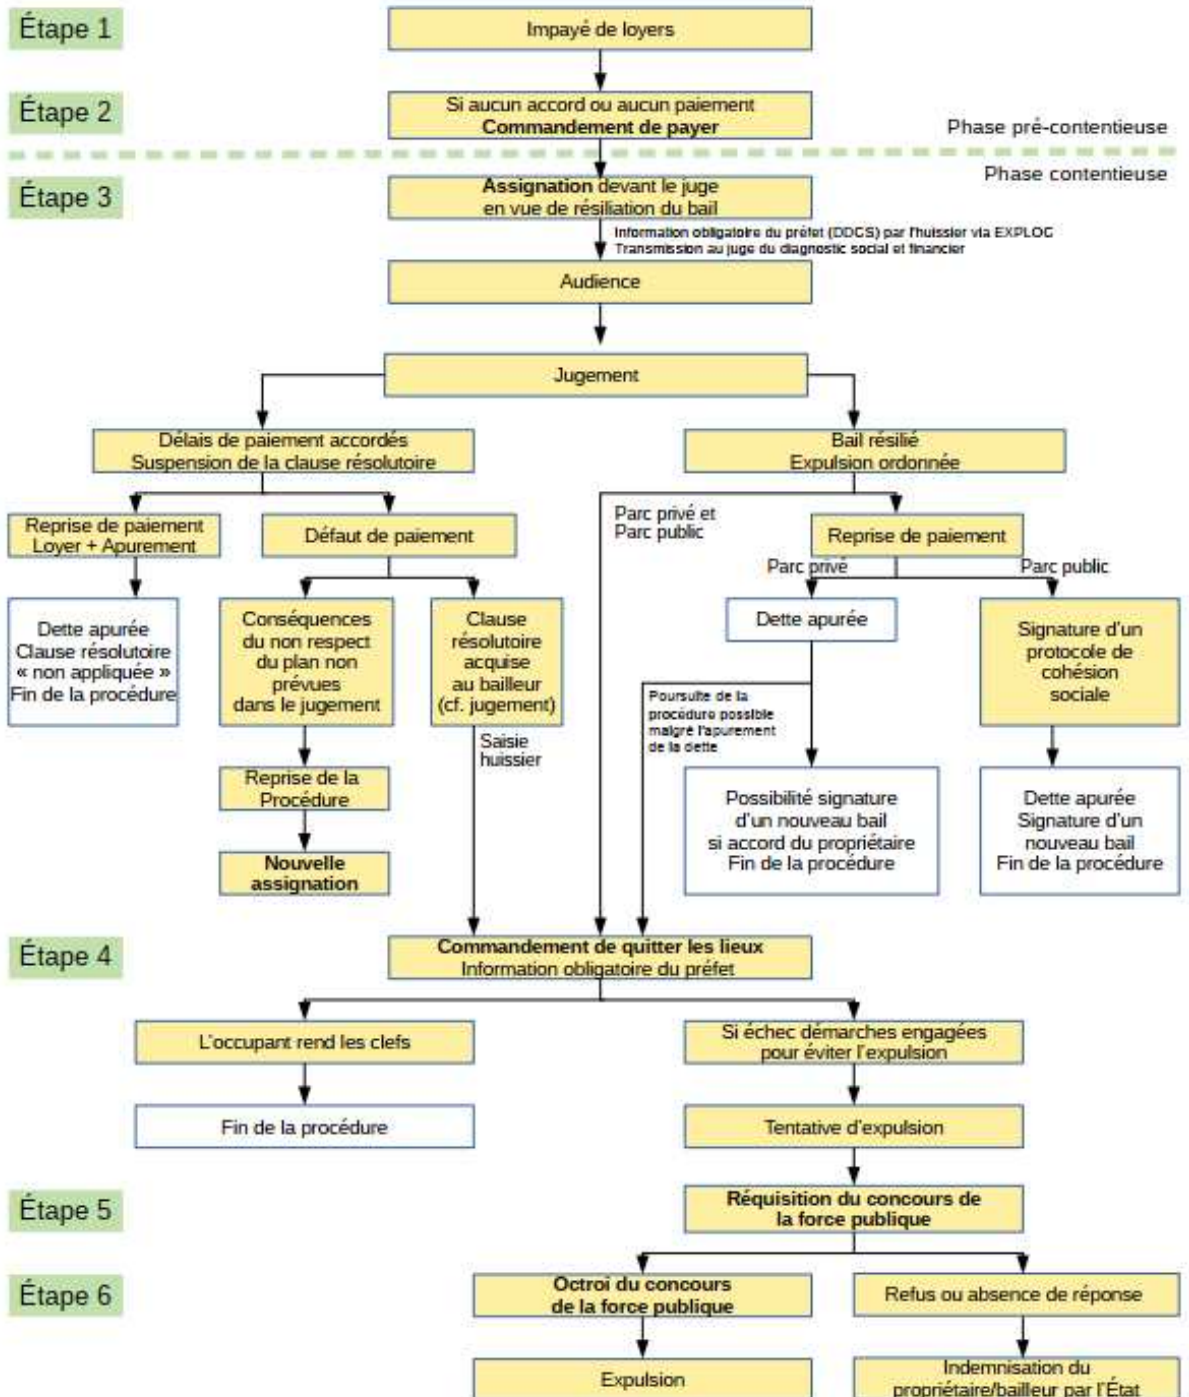 Étape 1
Impayé de loyers
Étape 2
Si aucun accord ou aucun paiement
Commandement de payer
Phase pré-contentieuse
Phase contentieuse
Étape 3
Assignation devant le juge
en vue de résiliation du bail
Information obligatoire du préfet (DDCS) par l'huissier via EXPLOC
Transmission au juge du diagnostic social et financier
Audience
Jugement
Délais de paiement accordés
Suspension de la clause résolutoire
Bail résilié
Expulsion ordonnée
Reprise de paiement
Loyer + Apurement
Défaut de paiement
Parc privé et
Parc public
Reprise de paiement
Parc privé
Parc public
Dette apurée
Clause résolutoire
« non appliquée »
Fin de la procédure
Conséquences
du non respect
du plan non
prévues
dans le jugement
Clause
résolutoire
acquise
au bailleur
(cf. jugement)
Dette apurée
Signature d'un
protocole de
cohésion
sociale
Poursuite de la
procédure possible
malgré l'apurement
de la dette
Saisie
huissier
Reprise de la
Procédure
Nouvelle
assignation
Possibilité signature
d'un nouveau bail
si accord du propriétaire
Fin de la procédure
Dette apurée
Signature d'un
nouveau bail
Fin de la procédure
Étape 4
Commandement de quitter les lieux
Information obligatoire du préfet
L'occupant rend les clefs
Si échec démarches engagées
pour éviter l'expulsion
Fin de la procédure
Tentative d'expulsion
Étape 5
Réquisition du concours de
la force publique
Étape 6
Octroi du concours
de la force publique
Refus ou absence de réponse
Expulsion
Indemnisation du
propriétaire/bailleur par l'État